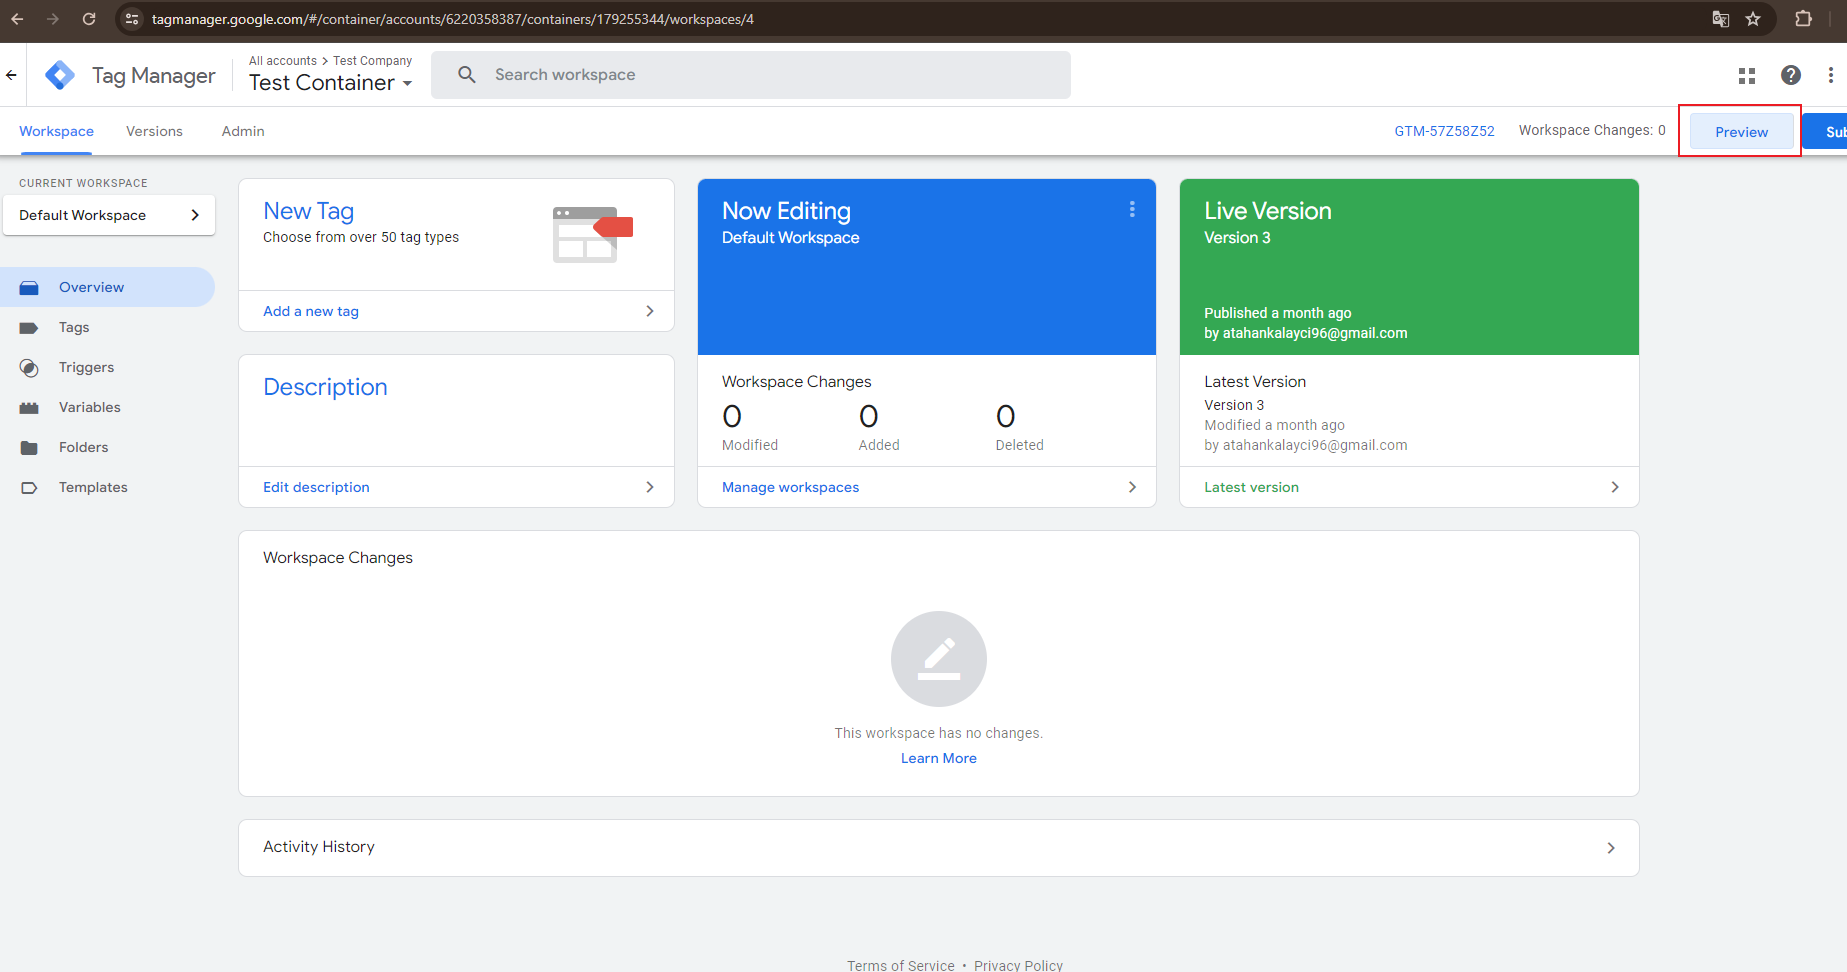 tagmanager.google.com/#/container/accounts/6220358387/containers/179255344/workspaces/4
Tag Manager
All accounts > Test Company
Test Container
Search workspace
Workspace
Versions
Admin
GTM-57Z58Z52
Workspace Changes: 0
Preview
Sub
CURRENT WORKSPACE
Default Workspace
Overview
Tags
Triggers
Variables
Folders
Templates
New Tag
Choose from over 50 tag types
Add a new tag
Description
Edit description
Now Editing
Default Workspace
Workspace Changes
0 0 0
Modified Added Deleted
Manage workspaces
Live Version
Version 3
Published a month ago
by atahankalayci96@gmail.com
Latest Version
Version 3
Modified a month ago
by atahankalayci96@gmail.com
Latest version
Workspace Changes
This workspace has no changes.
Learn More
Activity History
Terms of Service • Privacy Policy